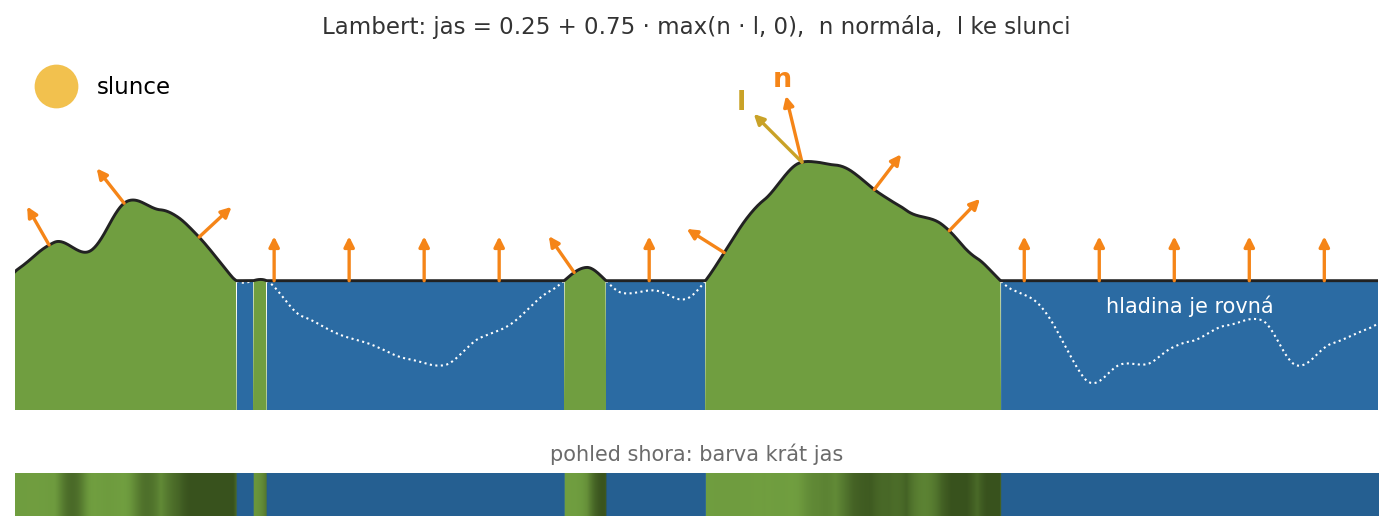 Lambert: jas = 0.25 + 0.75 · max(n · l, 0),  n normála,  l ke slunci
slunce
n
l
hladina je rovná
pohled shora: barva krát jas